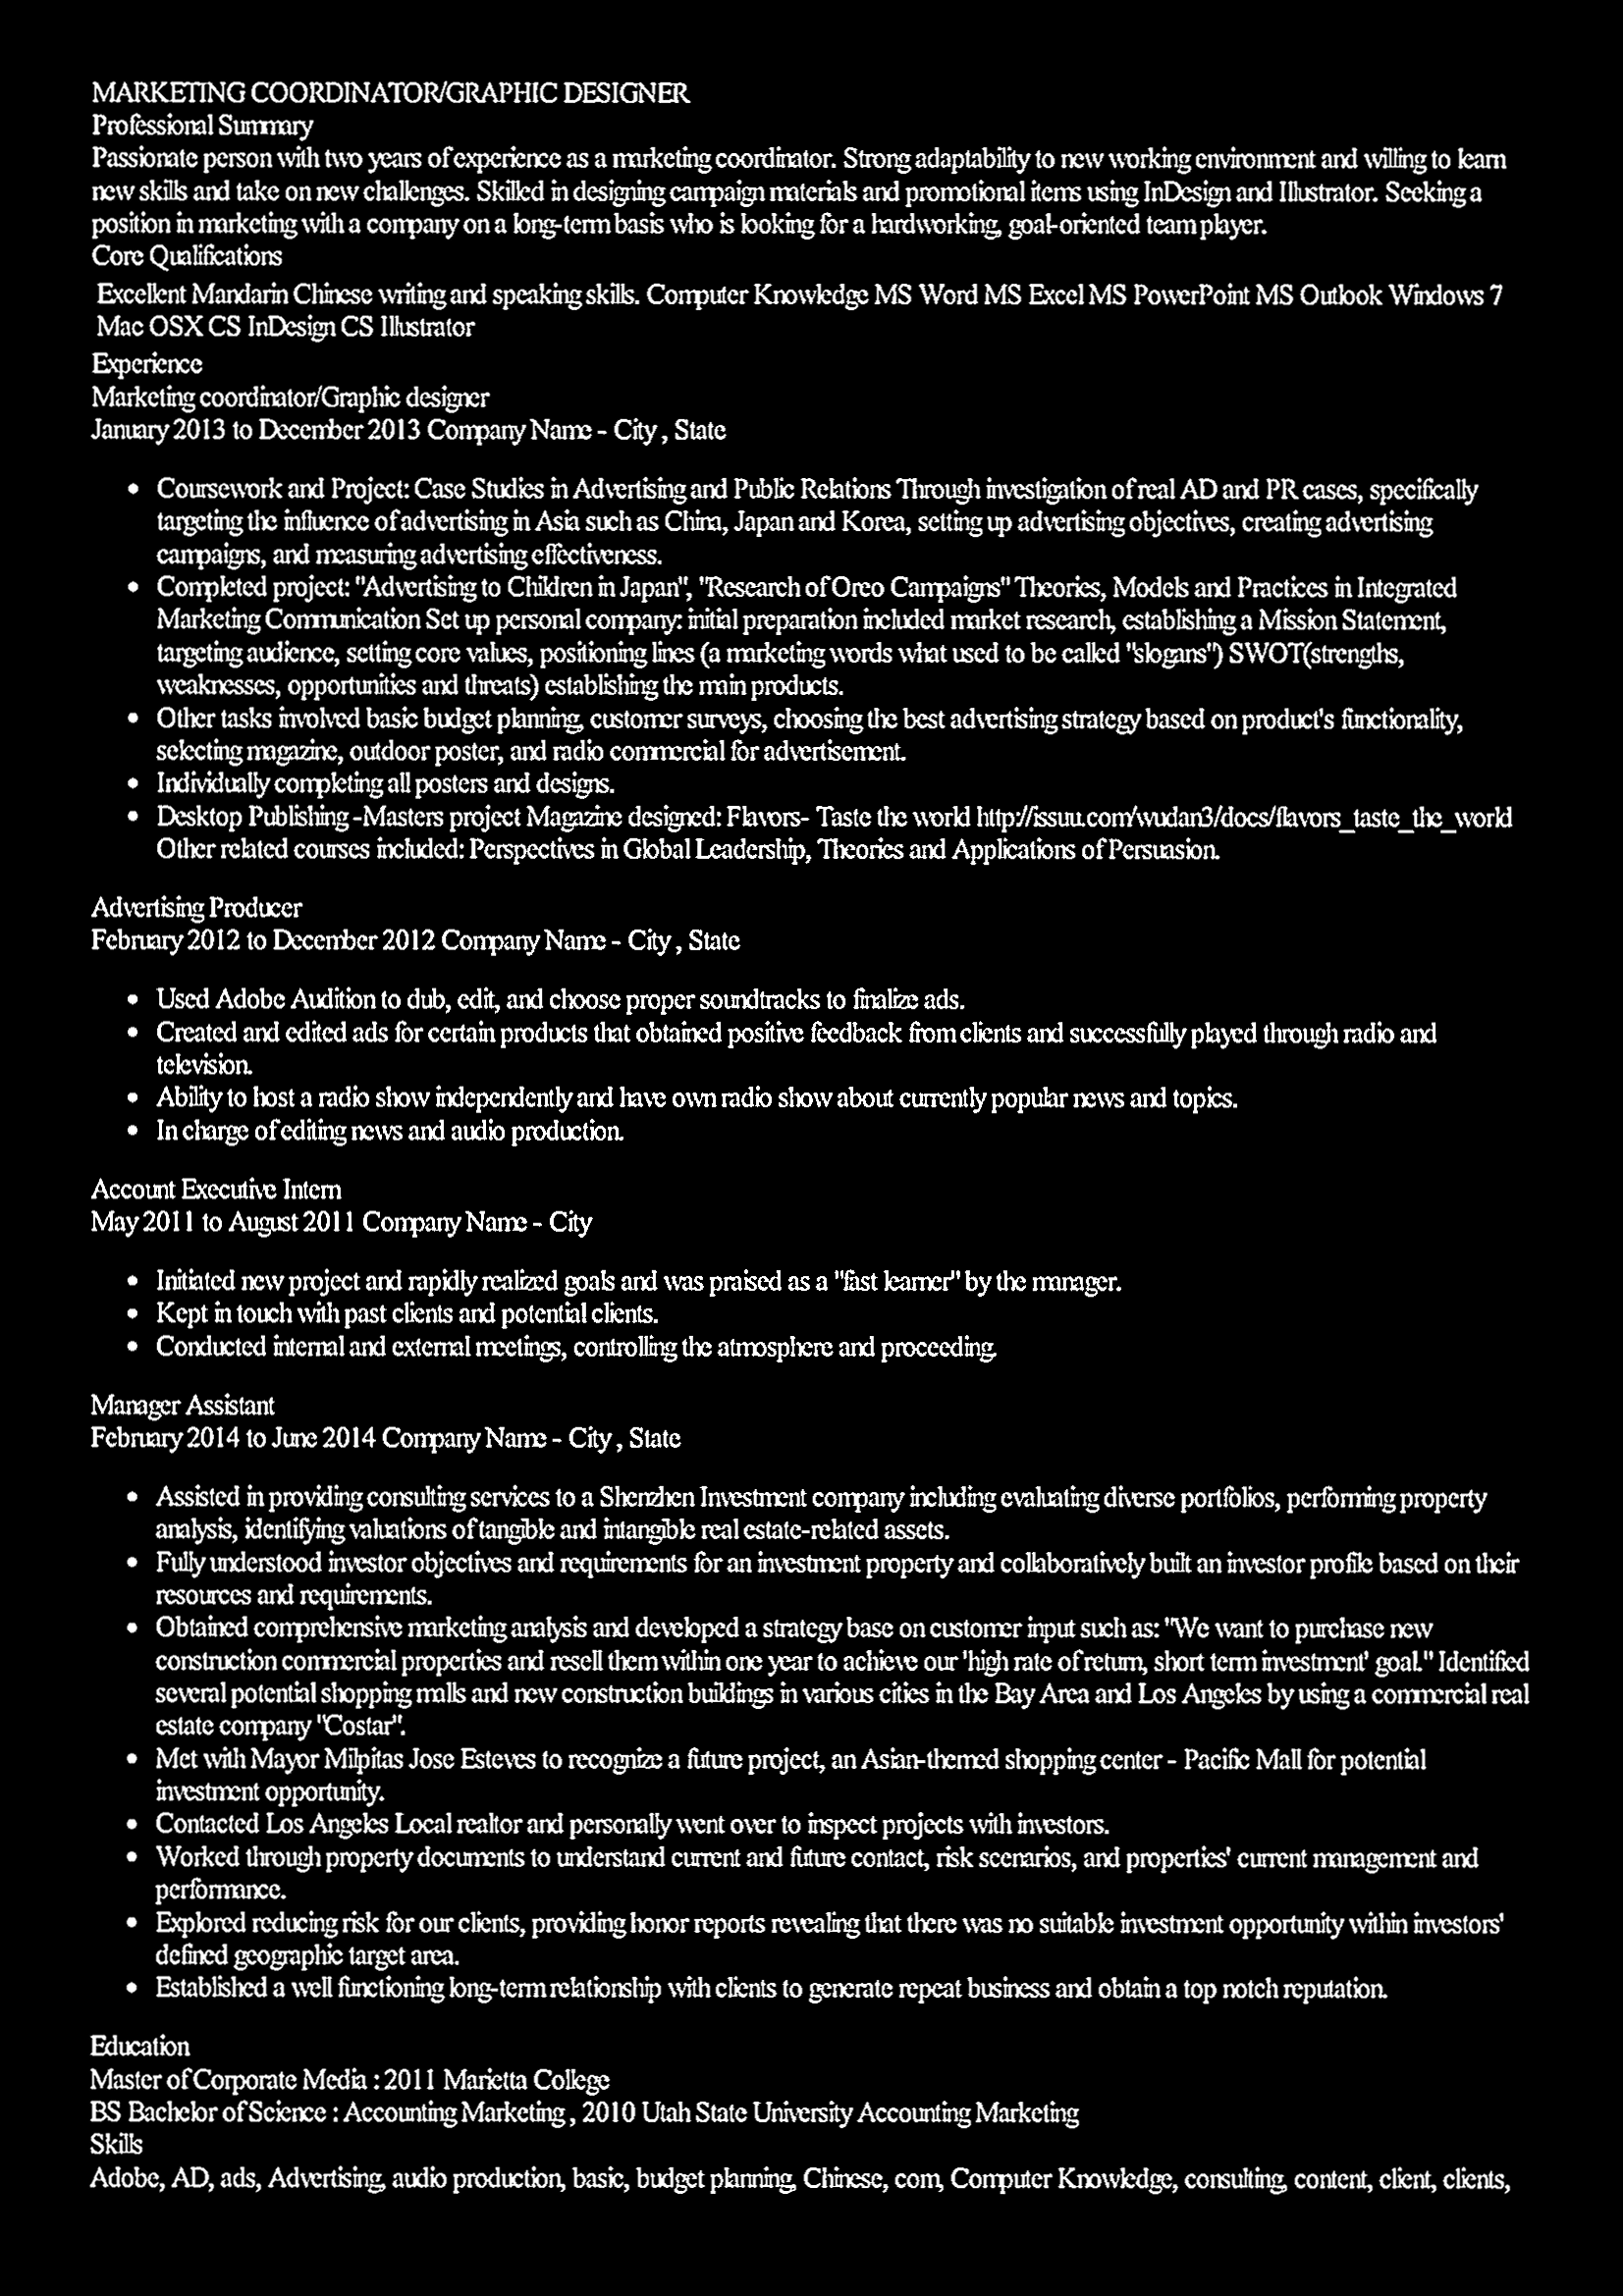 MARKETING COORDINATOR/GRAPHIC DESIGNER
Professional Summary
Passionate person with two years of experience as a marketing coordinator. Strong adaptability to new working environment and willing to learn
new skills and take on new challenges. Skilled in designing campaign materials and promotional items using InDesign and Illustrator. Seeking a
position in marketing with a company on a long-term basis who is looking for a hardworking, goal-oriented team player.
Core Qualifications
Excellent Mandarin Chinese writing and speaking skills. Computer Knowledge MS Word MS Excel MS PowerPoint MS Outlook Windows 7
Mac OSX CS InDesign CS Illustrator
Experience
Marketing coordinator/Graphic designer
January 2013 to December 2013 Company Name - City , State
• Coursework and Project: Case Studies in Advertising and Public Relations Through investigation of real AD and PR cases, specifically
targeting the influence of advertising in Asia such as China, Japan and Korea, setting up advertising objectives, creating advertising
campaigns, and measuring advertising effectiveness.
• Completed project: "Advertising to Children in Japan", "Research of Oreo Campaigns" Theories, Models and Practices in Integrated
Marketing Communication Set up personal company: initial preparation included market research, establishing a Mission Statement,
targeting audience, setting core values, positioning lines (a marketing words what used to be called "slogans") SWOT(strengths,
weaknesses, opportunities and threats) establishing the main products.
• Other tasks involved basic budget planning, customer surveys, choosing the best advertising strategy based on product's functionality,
selecting magazine, outdoor poster, and radio commercial for advertisement.
• Individually completing all posters and designs.
• Desktop Publishing -Masters project Magazine designed: Flavors- Taste the world http://issuu.com/wudan3/docs/flavors_taste_the_world
Other related courses included: Perspectives in Global Leadership, Theories and Applications of Persuasion.
Advertising Producer
February 2012 to December 2012 Company Name - City , State
• Used Adobe Audition to dub, edit, and choose proper soundtracks to finalize ads.
• Created and edited ads for certain products that obtained positive feedback from clients and successfully played through radio and
television.
• Ability to host a radio show independently and have own radio show about currently popular news and topics.
• In charge of editing news and audio production.
Account Executive Intern
May 2011 to August 2011 Company Name - City
• Initiated new project and rapidly realized goals and was praised as a "fast learner" by the manager.
• Kept in touch with past clients and potential clients.
• Conducted internal and external meetings, controlling the atmosphere and proceeding.
Manager Assistant
February 2014 to June 2014 Company Name - City , State
• Assisted in providing consulting services to a Shenzhen Investment company including evaluating diverse portfolios, performing property
analysis, identifying valuations of tangible and intangible real estate-related assets.
• Fully understood investor objectives and requirements for an investment property and collaboratively built an investor profile based on their
resources and requirements.
• Obtained comprehensive marketing analysis and developed a strategy base on customer input such as: "We want to purchase new
construction commercial properties and resell them within one year to achieve our 'high rate of return, short term investment' goal." Identified
several potential shopping malls and new construction buildings in various cities in the Bay Area and Los Angeles by using a commercial real
estate company "Costar".
• Met with Mayor Milpitas Jose Esteves to recognize a future project, an Asian-themed shopping center - Pacific Mall for potential
investment opportunity.
• Contacted Los Angeles Local realtor and personally went over to inspect projects with investors.
• Worked through property documents to understand current and future contact, risk scenarios, and properties' current management and
performance.
• Explored reducing risk for our clients, providing honor reports revealing that there was no suitable investment opportunity within investors'
defined geographic target area.
• Established a well functioning long-term relationship with clients to generate repeat business and obtain a top notch reputation.
Education
Master of Corporate Media : 2011 Marietta College
BS Bachelor of Science : Accounting Marketing , 2010 Utah State University Accounting Marketing
Skills
Adobe, AD, ads, Advertising, audio production, basic, budget planning, Chinese, com, Computer Knowledge, consulting, content, client, clients,